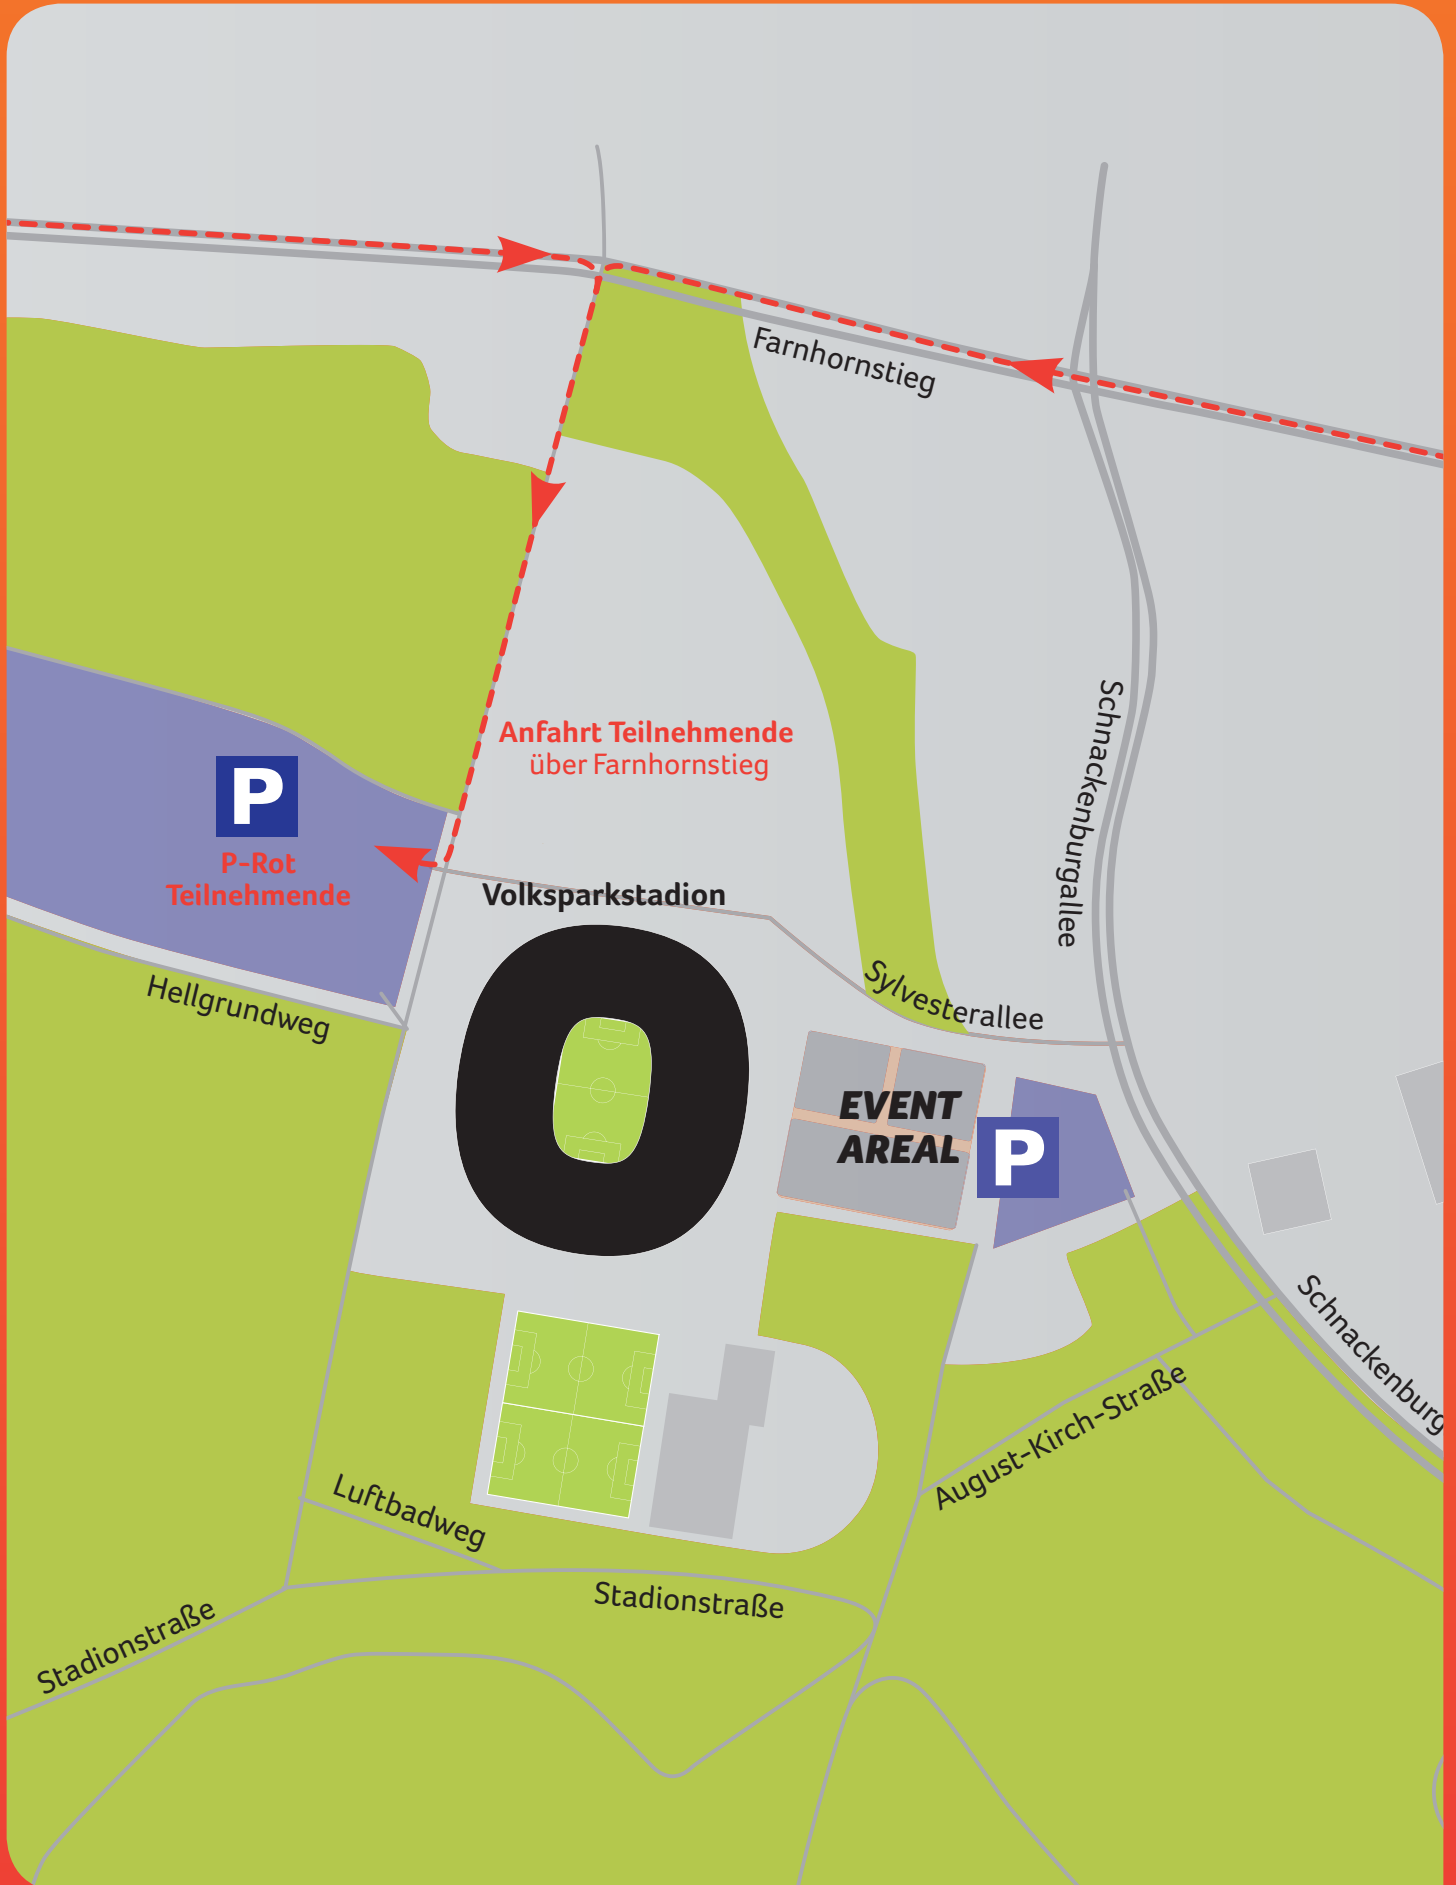 Farnhornstieg
Schnackenburgallee
Anfahrt Teilnehmende
über Farnhornstieg
P
P-Rot
Teilnehmende
Volksparkstadion
Sylvesterallee
Hellgrundweg
EVENT
AREAL
P
Schnackenburg
August-Kirch-Straße
Luftbadweg
Stadionstraße
Stadionstraße